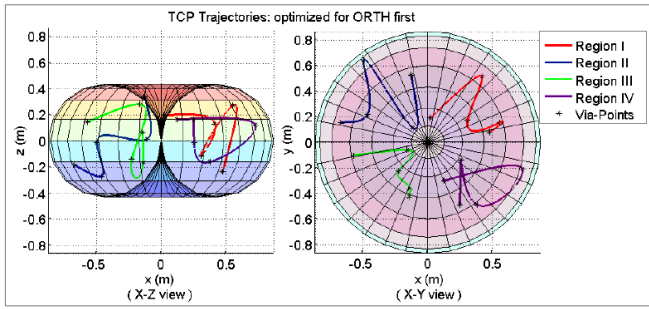 TCP Trajectories: optimized for ORTH first
0.8
0.6
0.4
0.2
0
-0.2
-0.4
-0.6
-0.8
z (m)
-0.5
0
0.5
x (m)
( X-Z view )
0.8
0.6
0.4
0.2
0
0.2
0.4
0.6
0.8
y (m)
-0.5
0
0.5
x (m)
(X-Y view )
Region I
Region II
Region III
Region IV
Via-Points